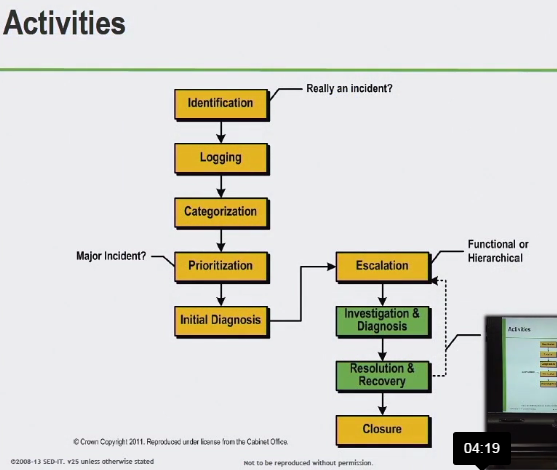 Activities
Identification
Really an incident?
Logging
Categorization
Major Incident?
Prioritization
Initial Diagnosis
Escalation
Functional or
Hierarchical
Investigation &
Diagnosis
Resolution &
Recovery
Closure
Activities
04:19
© Crown Copyright 2011. Reproduced under license from the Cabinet Office.
©2008-13 SED-IT. v25 unless otherwise stated
Not to be reproduced without permission.